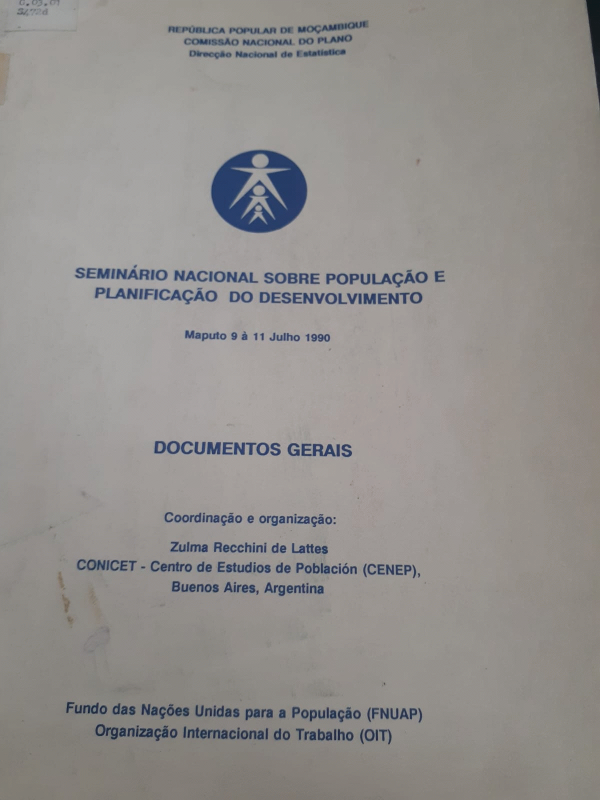 REPÚBLICA POPULAR DE MOÇAMBIQUE
COMISSÃO NACIONAL DO PLANO
Direcção Nacional de Estatística
SEMINÁRIO NACIONAL SOBRE POPULAÇÃO E
PLANIFICAÇÃO DO DESENVOLVIMENTO
Maputo 9 à 11 Julho 1990
DOCUMENTOS GERAIS
Coordinação e organização:
Zulma Recchini de Lattes
CONICET - Centro de Estudios de Población (CENEP),
Buenos Aires, Argentina
Fundo das Nações Unidas para a População (FNUAP)
Organização Internacional do Trabalho (OIT)